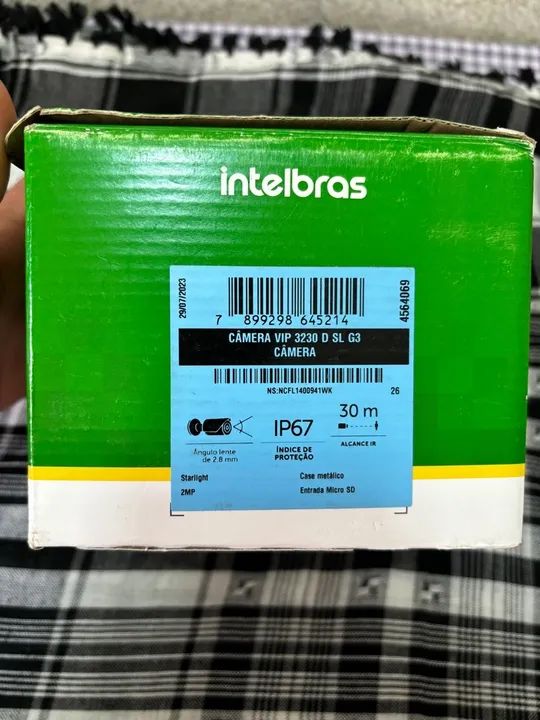 intelbras
29/07/2023
7 899298 645214
4564069
CÂMERA VIP 3230 D SL G3
CÂMERA
NS:NCFL1400941WK
26
Ângulo lente
de 2.8 mm
IP67
ÍNDICE DE
PROTEÇÃO
30 m
ALCANCE IR
Starlight
Case metálico
2MP
Entrada Micro SD